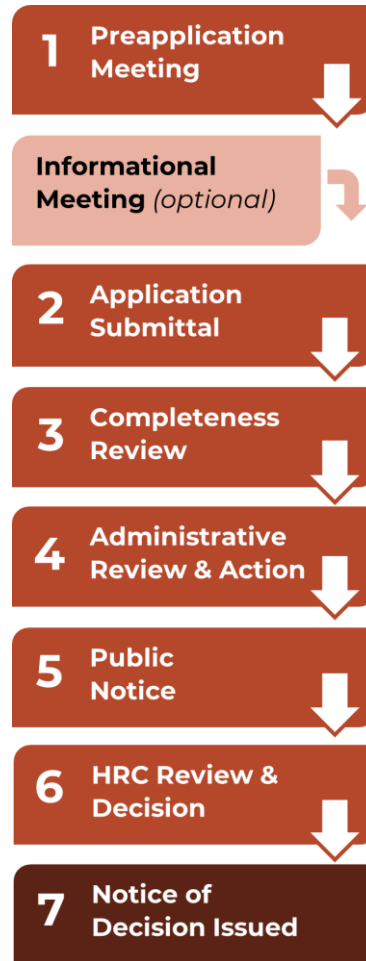 1 Preapplication
Meeting
Informational
Meeting (optional)
2 Application
Submittal
3 Completeness
Review
4 Administrative
Review & Action
5 Public
Notice
6 HRC Review &
Decision
7 Notice of
Decision Issued